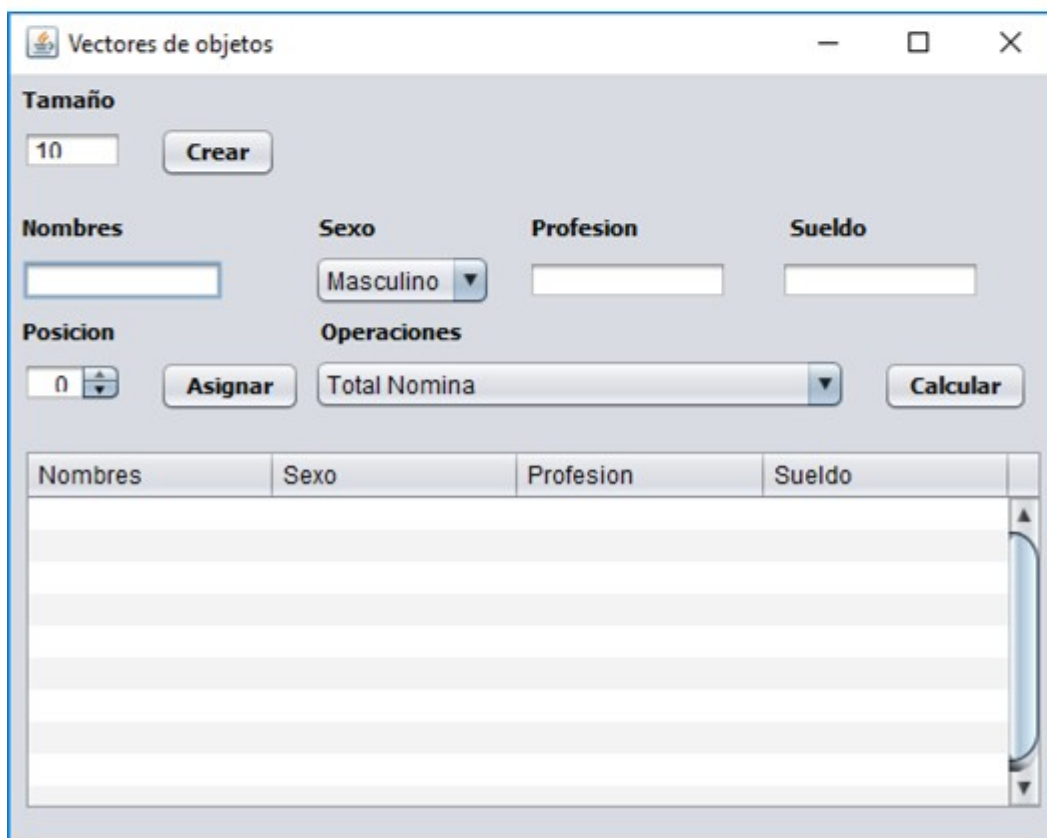 Vectores de objetos
Tamaño
10 Crear
Nombres Sexo Profesion Sueldo
Masculino
Posicion Operaciones
0 Asignar Total Nomina Calcular
Nombres Sexo Profesion Sueldo